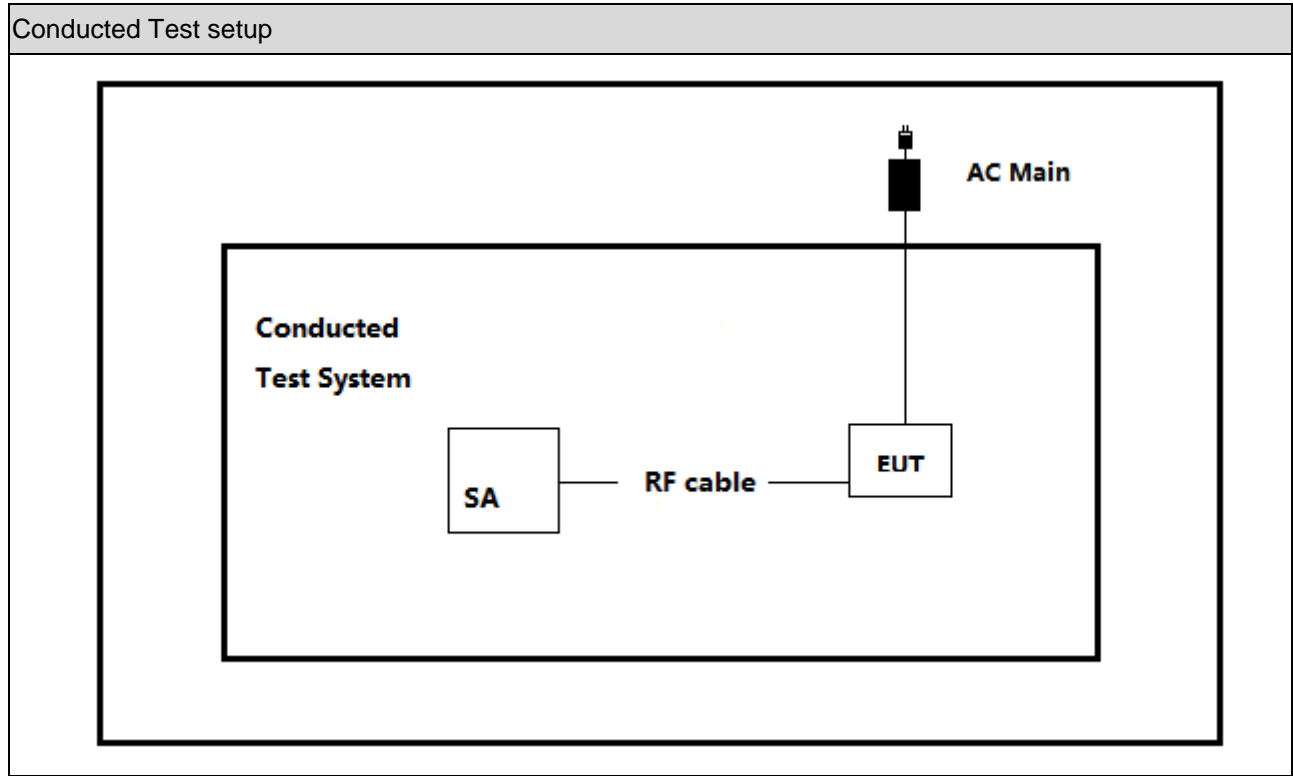 Conducted Test setup
AC Main
Conducted
Test System
SA
RF cable
EUT